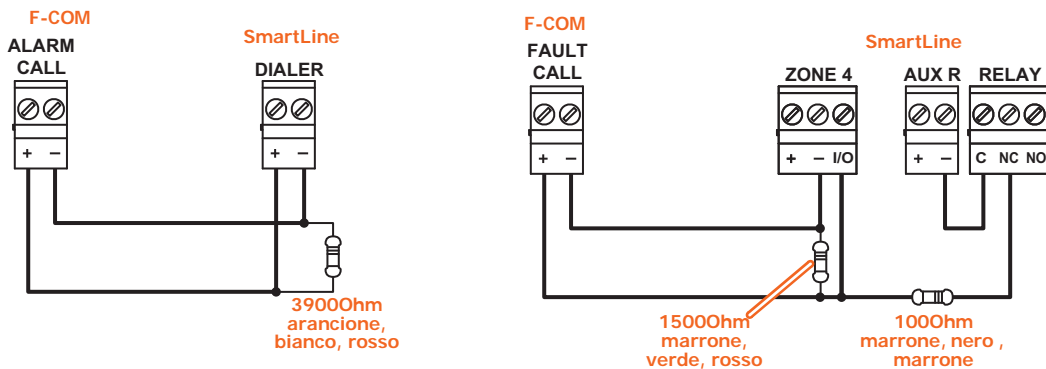 F-COM
ALARM
CALL
+ −
SmartLine
DIALER
+ −
3900Ohm
arancione,
bianco, rosso
F-COM
FAULT
CALL
+ −
SmartLine
ZONE 4
+ − I/O
AUX R
+ −
RELAY
C NC NO
1500Ohm
marrone,
verde, rosso
100Ohm
marrone, nero ,
marrone